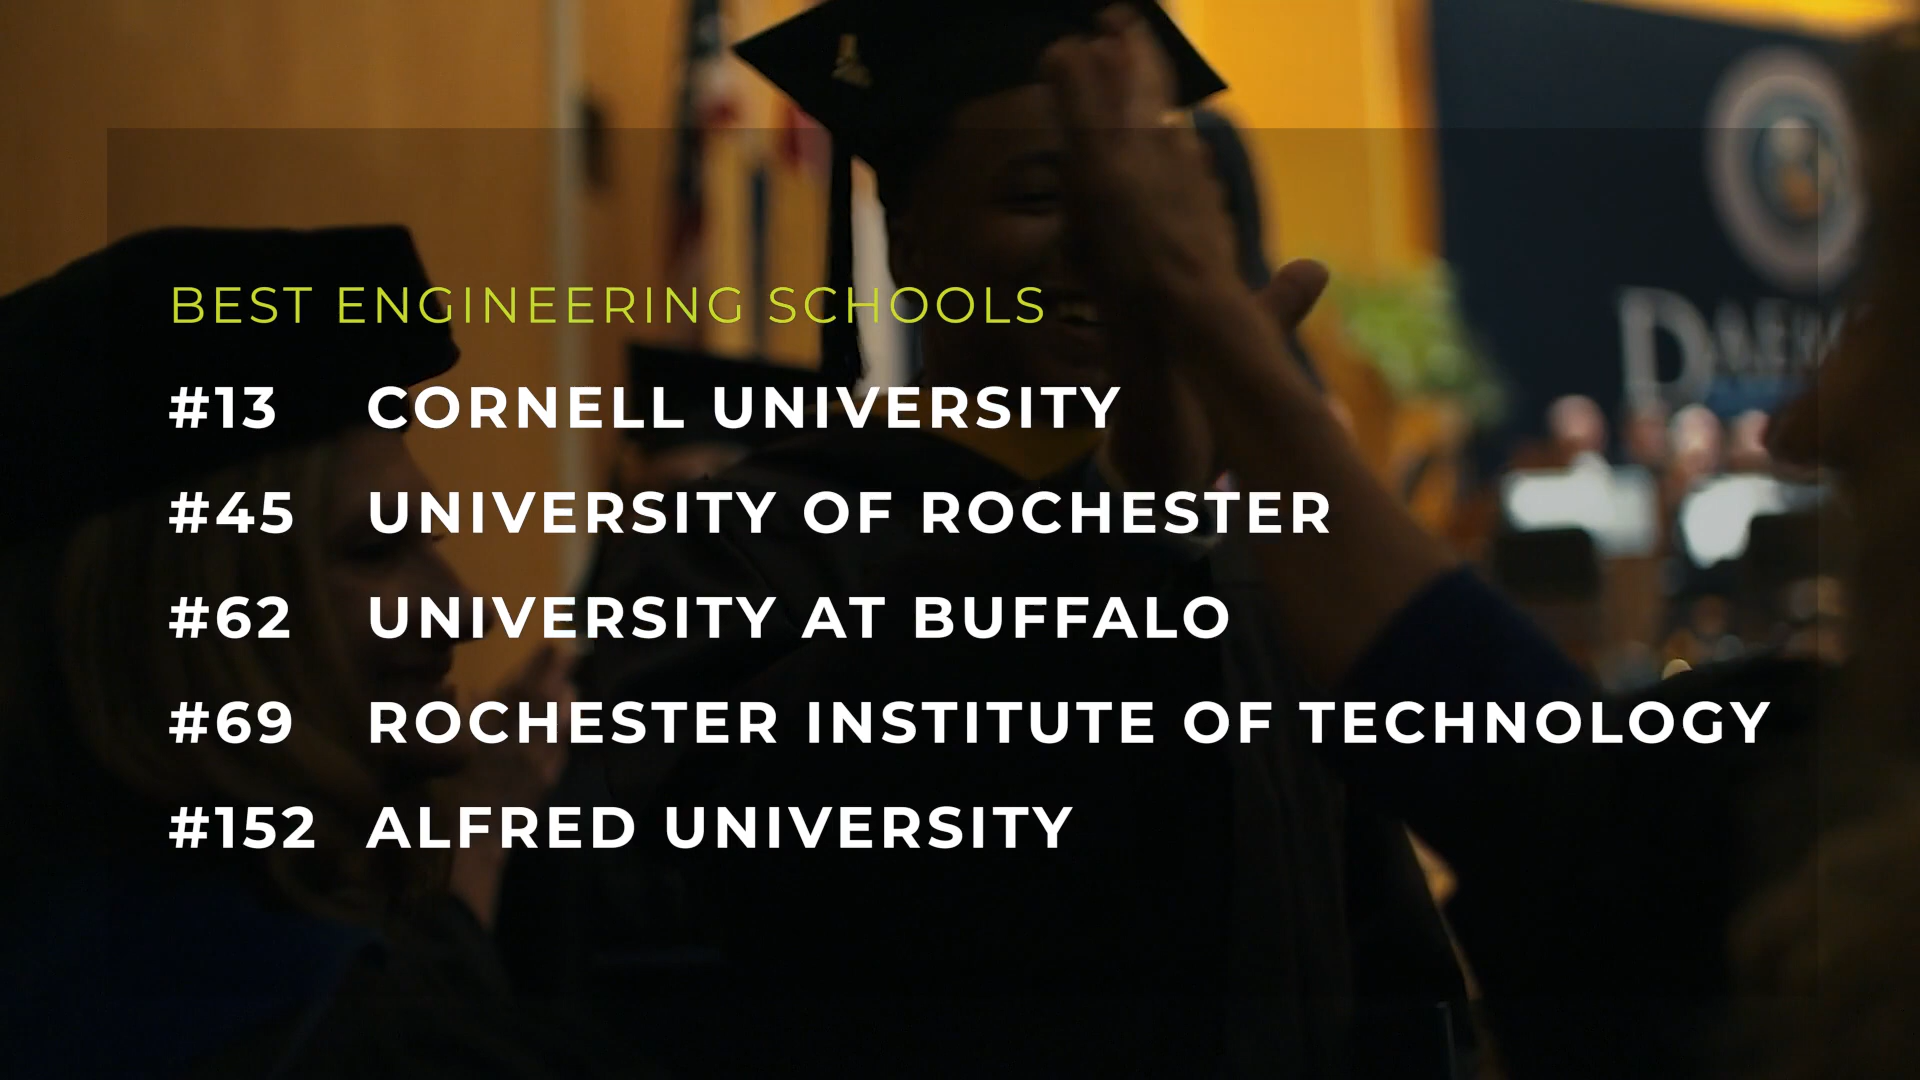 BEST ENGINEERING SCHOOLS
#13 CORNELL UNIVERSITY
#45 UNIVERSITY OF ROCHESTER
#62 UNIVERSITY AT BUFFALO
#69 ROCHESTER INSTITUTE OF TECHNOLOGY
#152 ALFRED UNIVERSITY